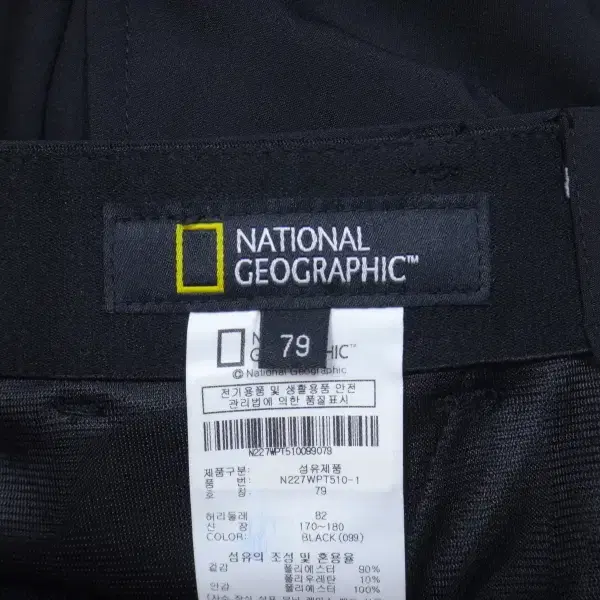 NATIONAL
GEOGRAPHIC™
79
HIC™
© National Geographic
전기용품 및 생활용품 안전
관리법에 의한 품질표시
N227WPT510099079
제품구분: 섬유제품
품 번: N227WPT510-1
호 칭: 79
허리둘레 82
신 장 170~180
COLOR: BLACK(099)
섬유의 조성 및 혼용율
겉감 폴리에스터 90%
폴리우레탄 10%
안감 폴리에스터 100%